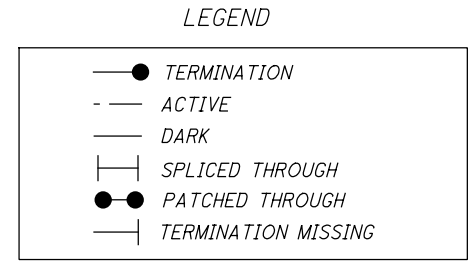 LEGEND
TERMINATION
ACTIVE
DARK
SPLICED THROUGH
PATCHED THROUGH
TERMINATION MISSING